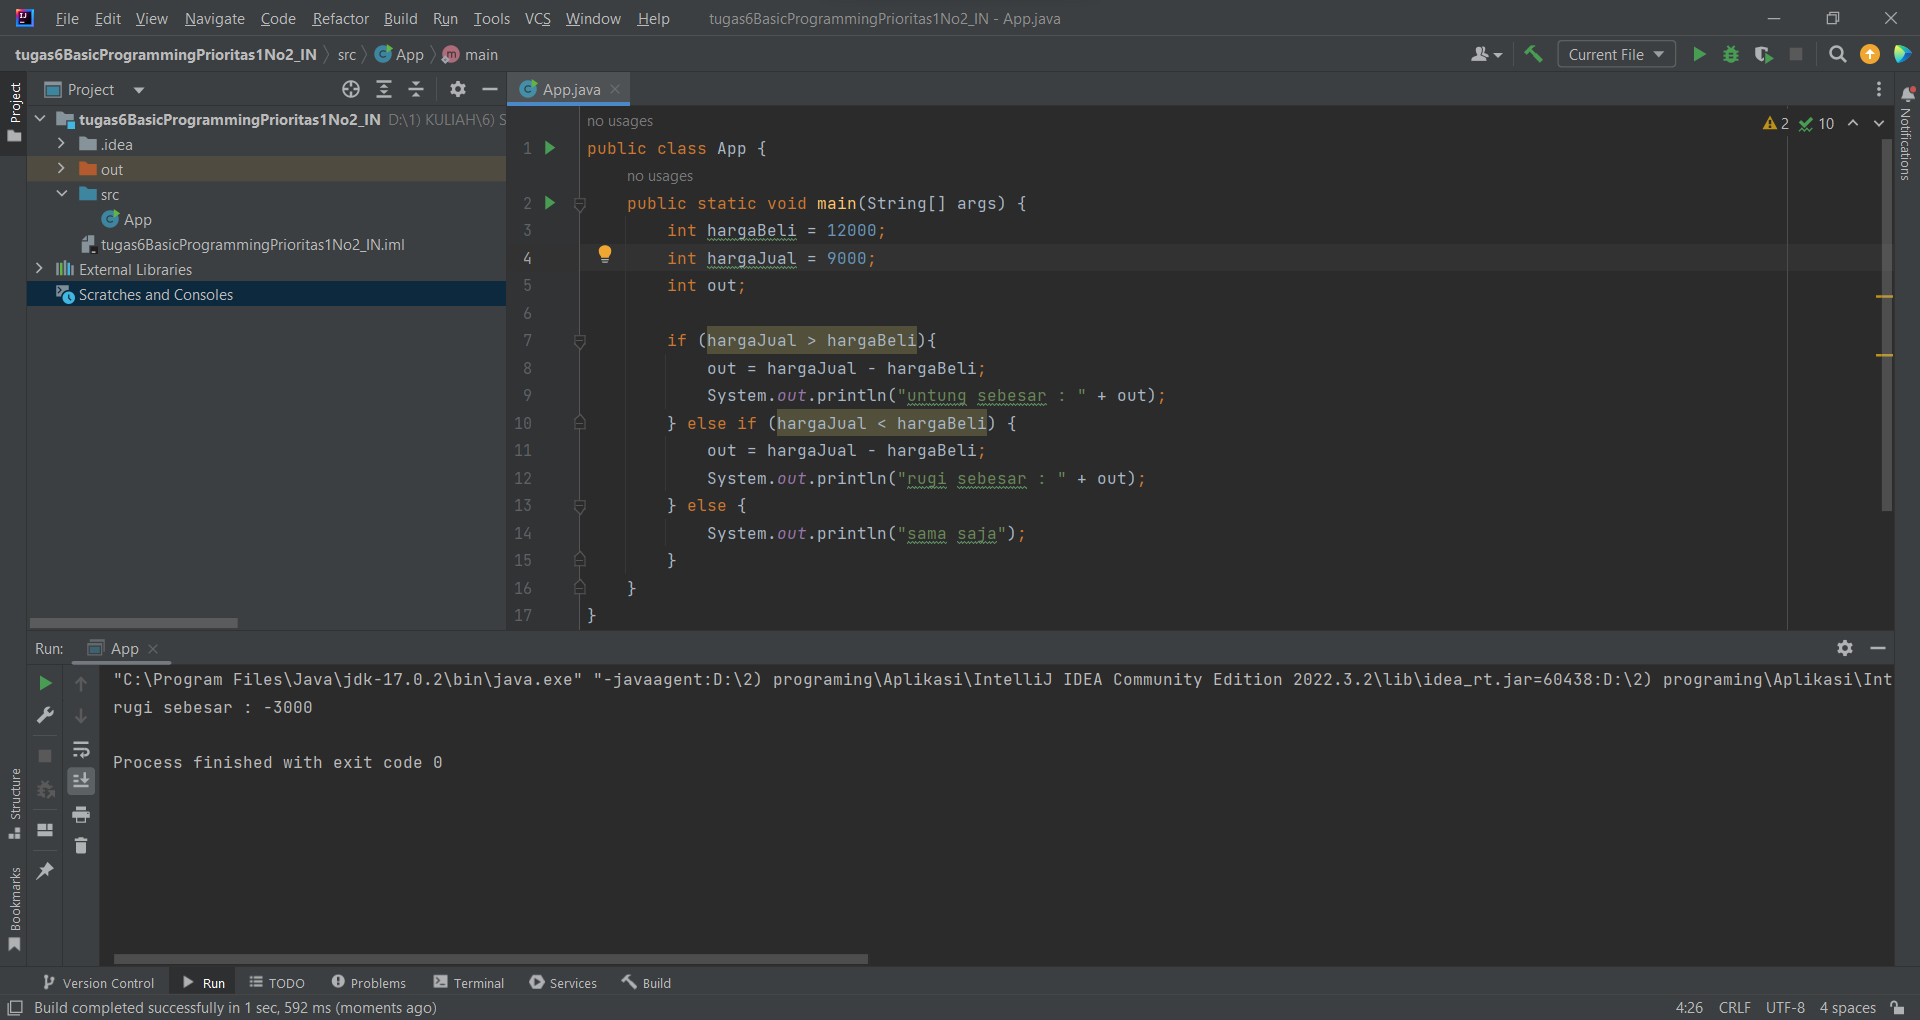 File Edit View Navigate Code Refactor Build Run Tools VCS Window Help tugas6BasicProgrammingPrioritas1No2_IN - App.java
tugas6BasicProgrammingPrioritas1No2_IN src App main Current File
Project
Project
tugas6BasicProgrammingPrioritas1No2_IN D:\1) KULIAH\6) S
.idea
out
src
App
tugas6BasicProgrammingPrioritas1No2_IN.iml
External Libraries
Scratches and Consoles
App.java
2 10
no usages
1 public class App {
no usages
2 public static void main(String[] args) {
3 int hargaBeli = 12000;
4 int hargaJual = 9000;
5 int out;
6
7 if (hargaJual > hargaBeli){
8 out = hargaJual - hargaBeli;
9 System.out.println("untung sebesar : " + out);
10 } else if (hargaJual < hargaBeli) {
11 out = hargaJual - hargaBeli;
12 System.out.println("rugi sebesar : " + out);
13 } else {
14 System.out.println("sama saja");
15 }
16 }
17 }
Notifications
Run: App
"C:\Program Files\Java\jdk-17.0.2\bin\java.exe" "-javaagent:D:\2) programing\Aplikasi\IntelliJ IDEA Community Edition 2022.3.2\lib\idea_rt.jar=60438:D:\2) programing\Aplikasi\Int
rugi sebesar : -3000
Process finished with exit code 0
Structure
Bookmarks
Version Control Run TODO Problems Terminal Services Build
Build completed successfully in 1 sec, 592 ms (moments ago) 4:26 CRLF UTF-8 4 spaces